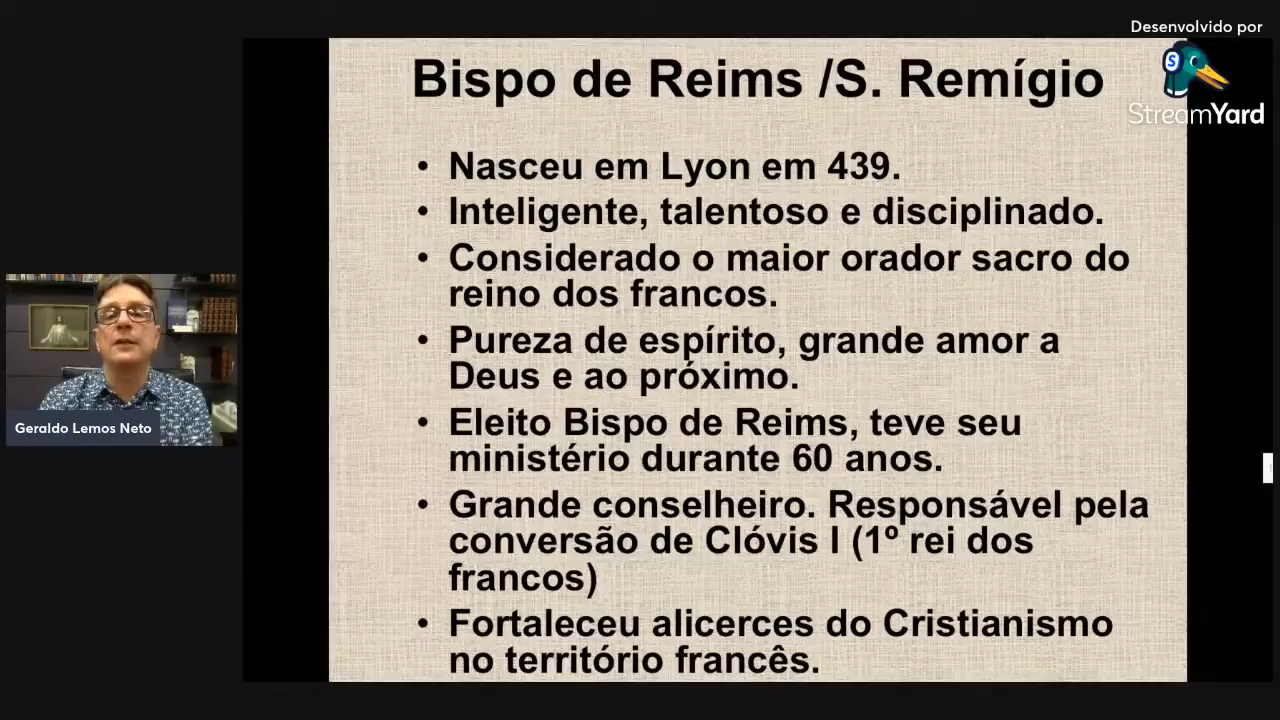 Desenvolvido por
StreamYard
Bispo de Reims /S. Remígio
• Nasceu em Lyon em 439.
• Inteligente, talentoso e disciplinado.
• Considerado o maior orador sacro do
reino dos francos.
• Pureza de espírito, grande amor a
Deus e ao próximo.
• Eleito Bispo de Reims, teve seu
ministério durante 60 anos.
• Grande conselheiro. Responsável pela
conversão de Clóvis I (1º rei dos
francos)
• Fortaleceu alicerces do Cristianismo
no território francês.
Geraldo Lemos Neto